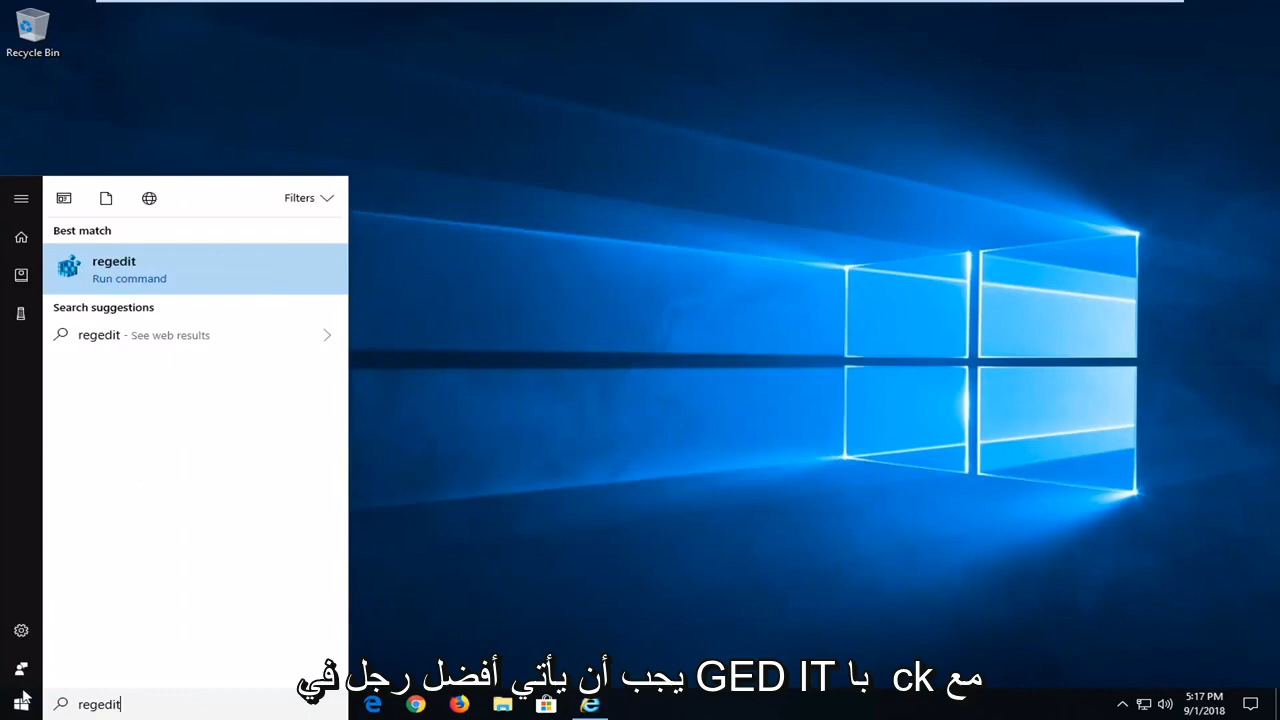 Recycle Bin
Filters
Best match
regedit
Run command
Search suggestions
regedit - See web results
مع ck با GED IT يجب أن يأتي أفضل رجل في
regedit
5:17 PM
9/1/2018